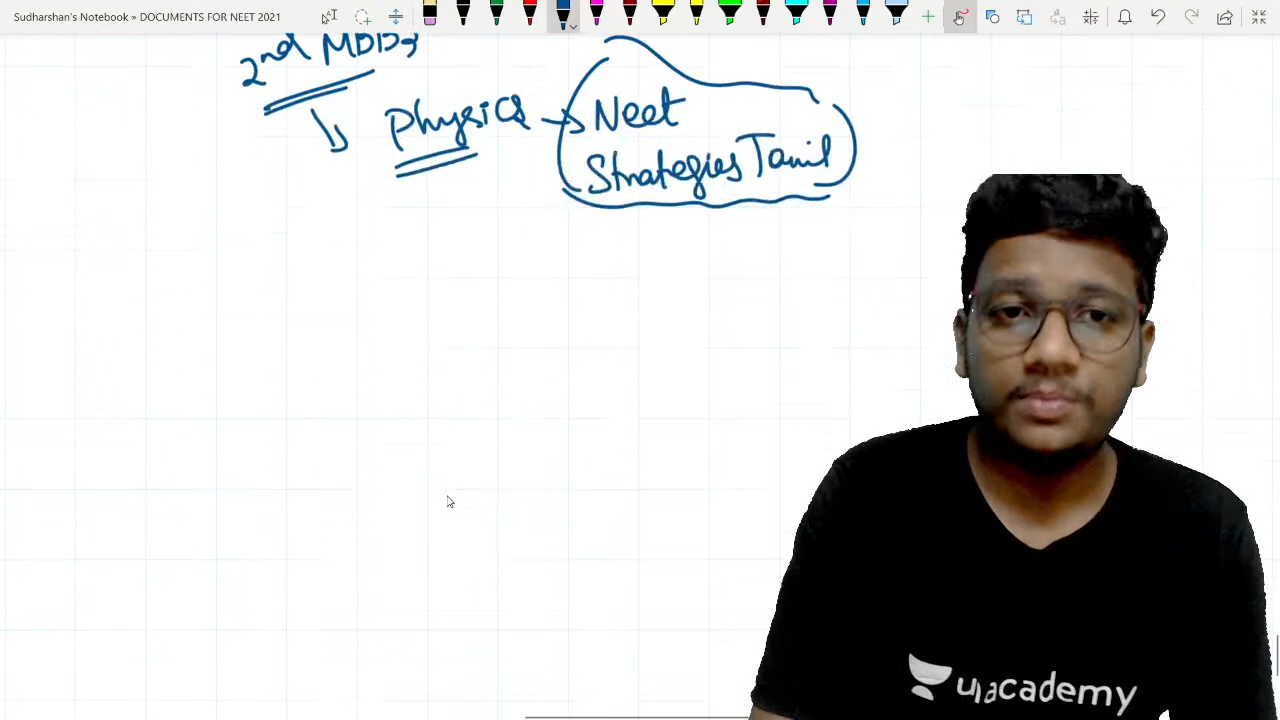 Sudharshan's Notebook » DOCUMENTS FOR NEET 2021
2nd MBBS
Physics → Neet
Strategies Tamil
unacademy